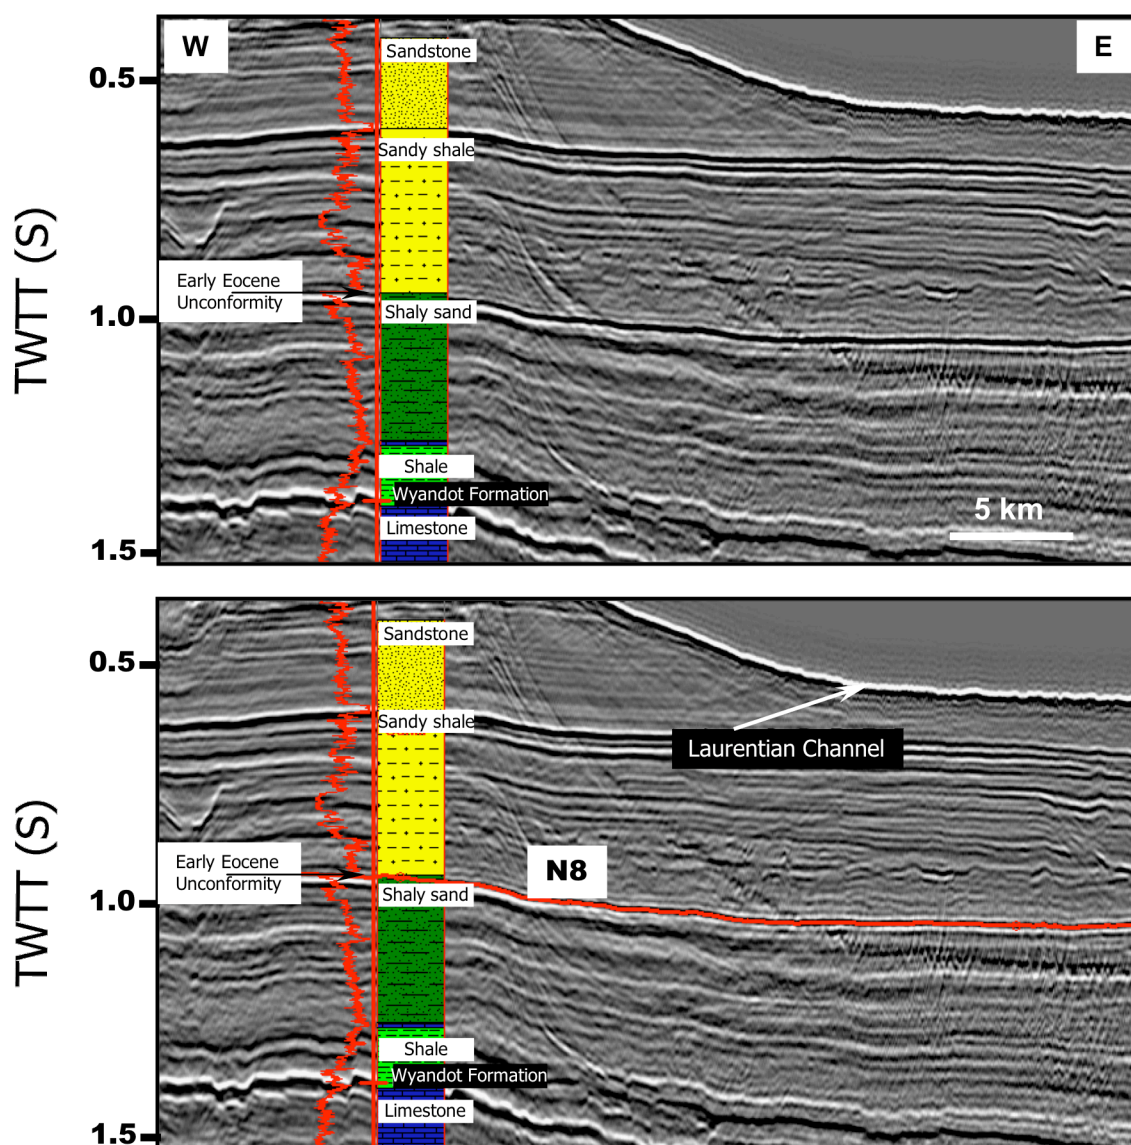 W
E
Sandstone
0.5
Sandy shale
TWTT (S)
Early Eocene
Unconformity
Shaly sand
1.0
Shale
Wyandot Formation
5 km
Limestone
1.5
Sandstone
0.5
Sandy shale
Laurentian Channel
TWTT (S)
Early Eocene
Unconformity
N8
Shaly sand
1.0
Shale
Wyandot Formation
Limestone
1.5